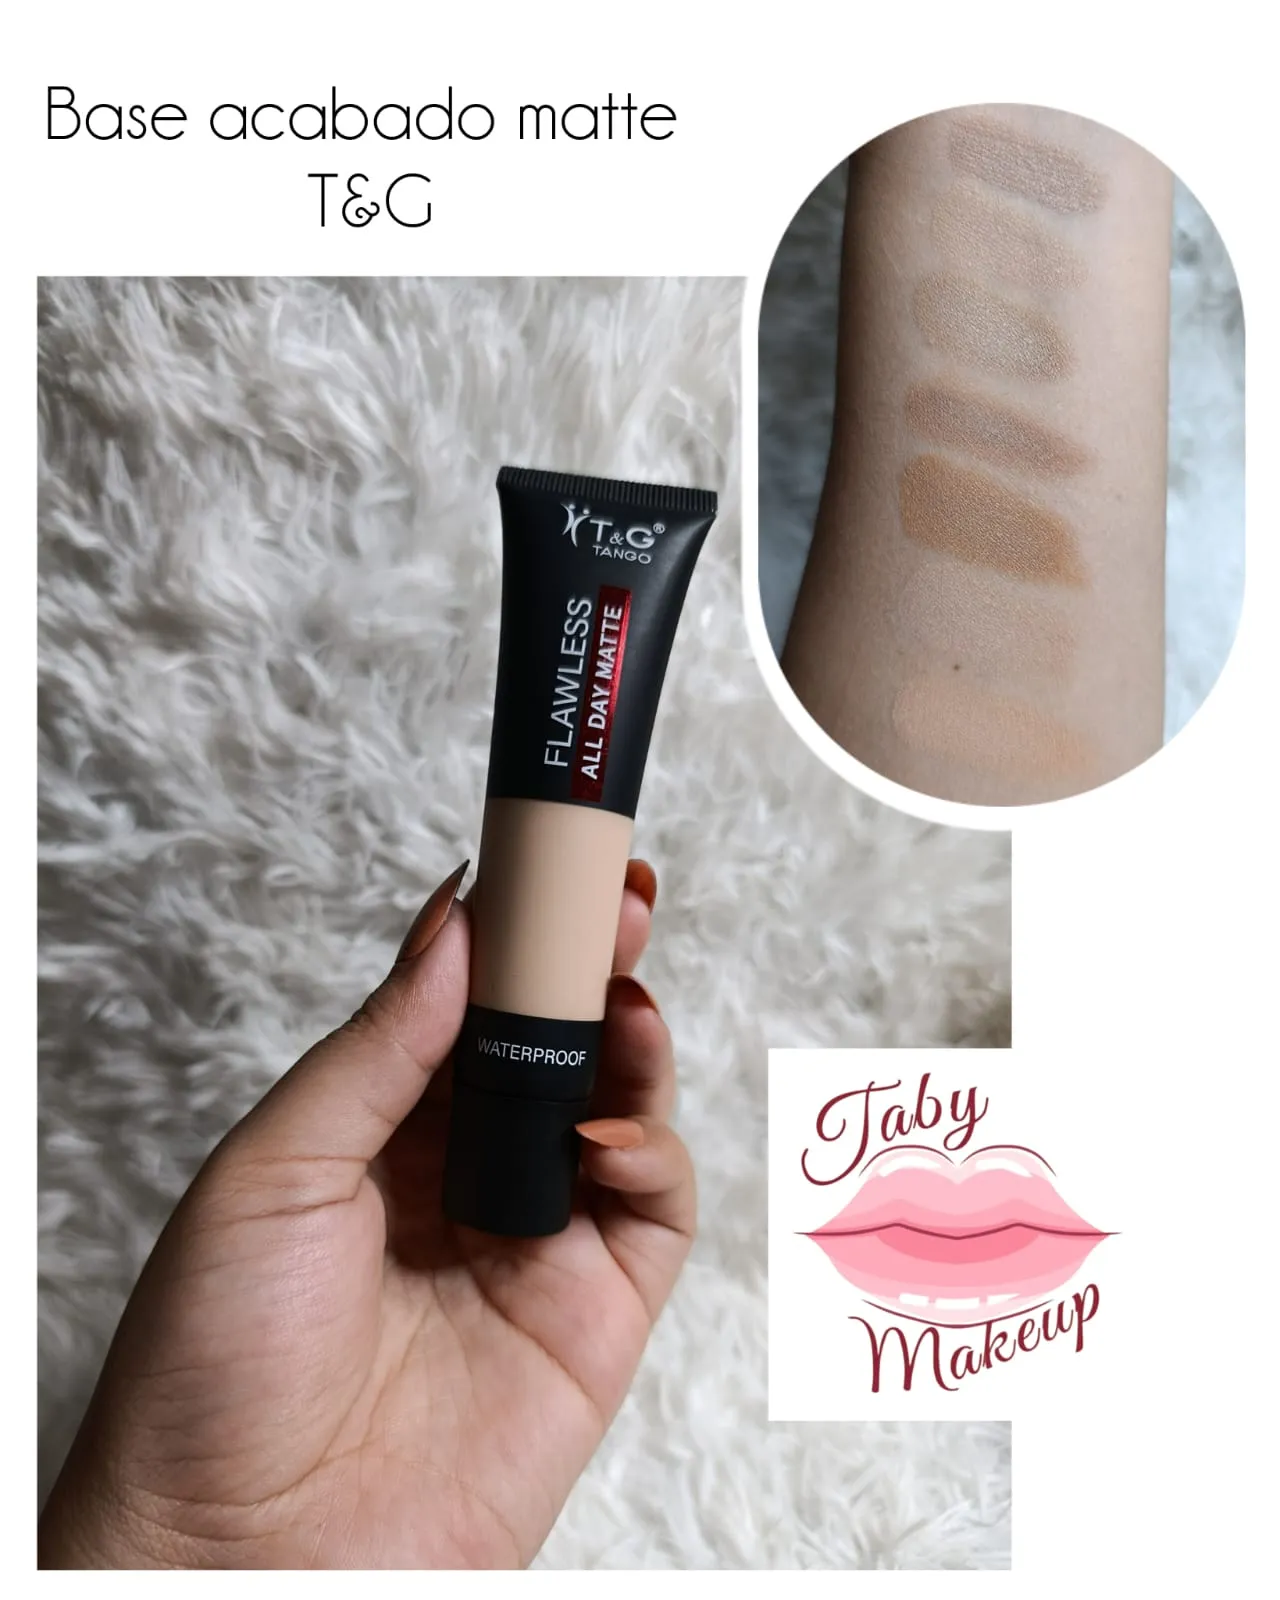 Base acabado matte
T&G
T&G®
TANGO
FLAWLESS
ALL DAY MATTE
WATERPROOF
Taby
Makeup